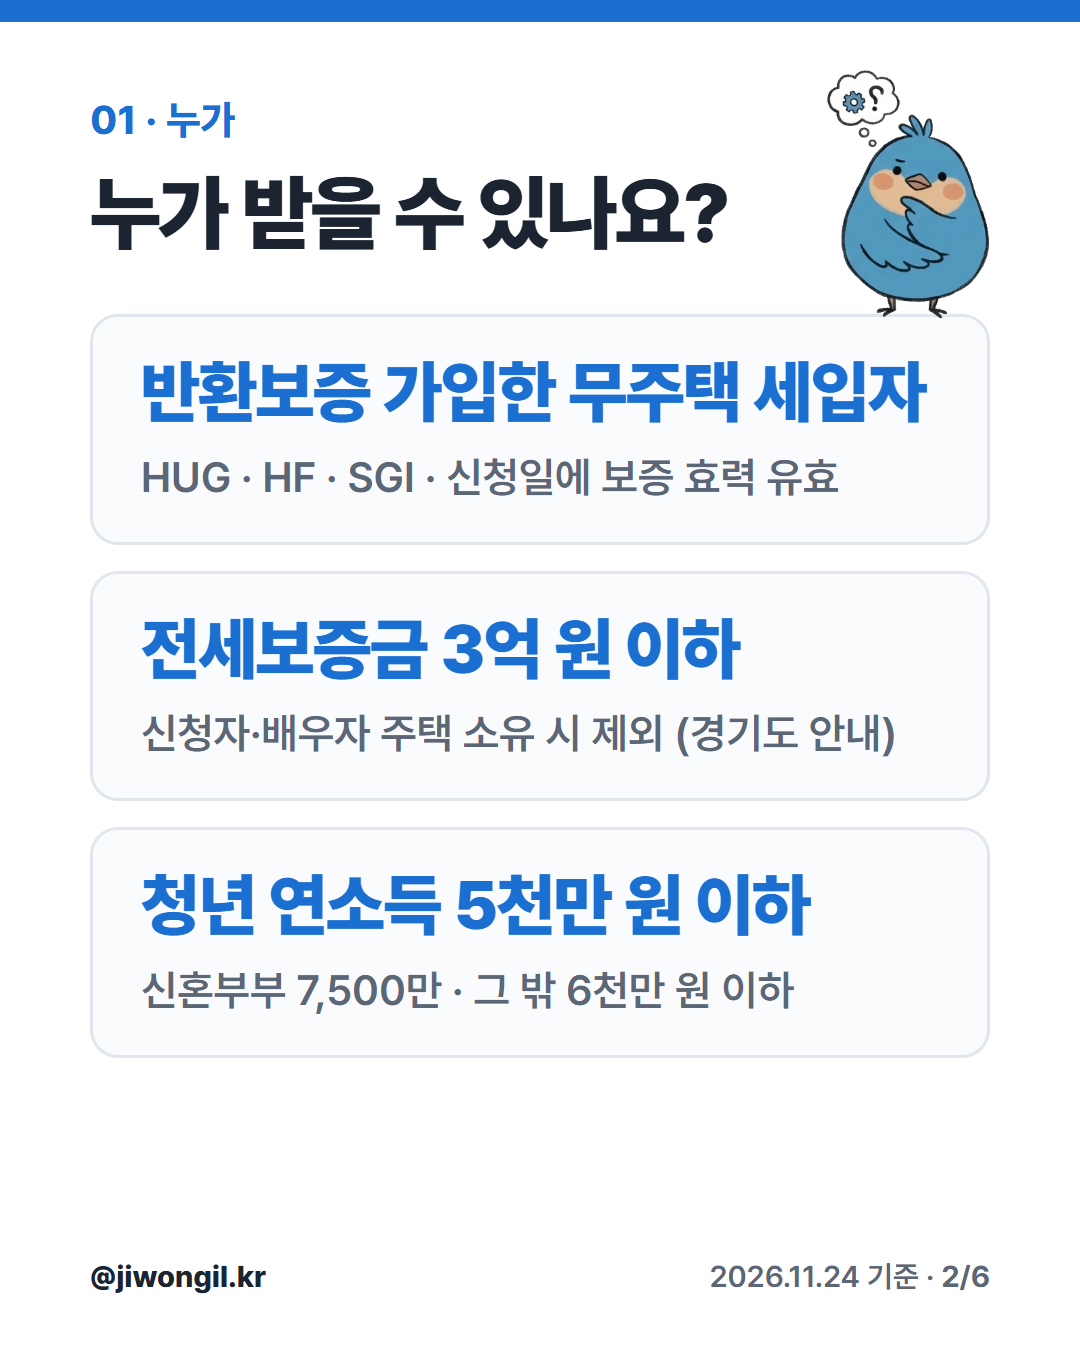 01 · 누가
누가 받을 수 있나요?
반환보증 가입한 무주택 세입자
HUG · HF · SGI · 신청일에 보증 효력 유효
전세보증금 3억 원 이하
신청자·배우자 주택 소유 시 제외 (경기도 안내)
청년 연소득 5천만 원 이하
신혼부부 7,500만 · 그 밖 6천만 원 이하
@jiwongil.kr
2026.11.24 기준 · 2/6